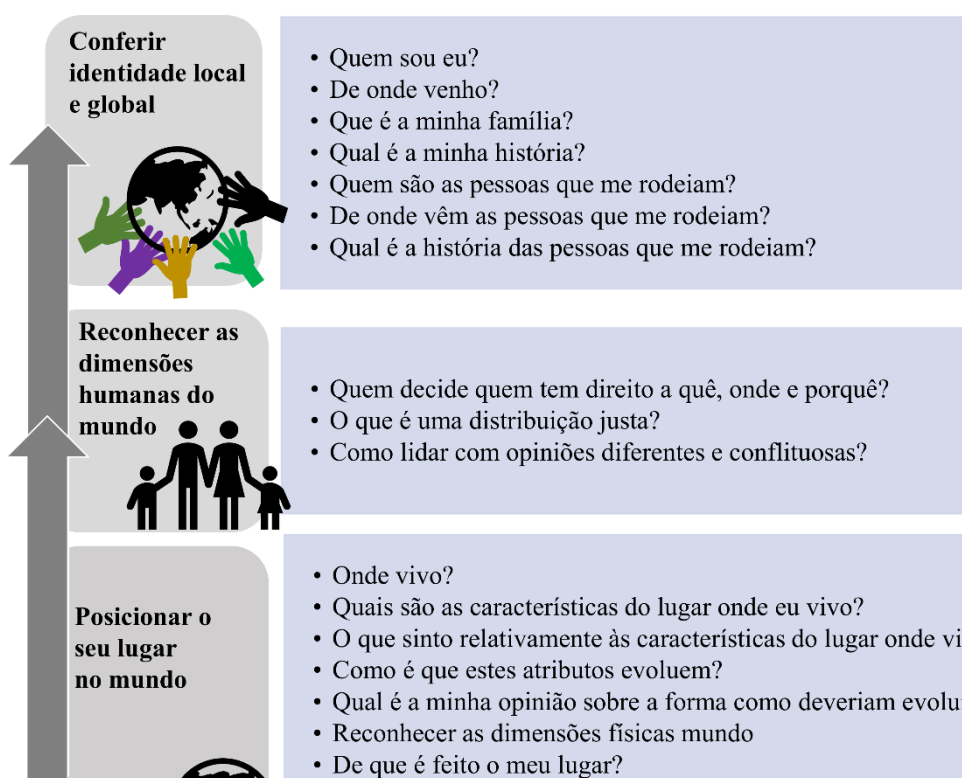 Conferir
identidade local
e global
• Quem sou eu?
• De onde venho?
• Que é a minha família?
• Qual é a minha história?
• Quem são as pessoas que me rodeiam?
• De onde vêm as pessoas que me rodeiam?
• Qual é a história das pessoas que me rodeiam?
Reconhecer as
dimensões
humanas do
mundo
• Quem decide quem tem direito a quê, onde e porquê?
• O que é uma distribuição justa?
• Como lidar com opiniões diferentes e conflituosas?
Posicionar o
seu lugar
no mundo
• Onde vivo?
• Quais são as características do lugar onde eu vivo?
• O que sinto relativamente às características do lugar onde
• Como é que estes atributos evoluem?
• Qual é a minha opinião sobre a forma como deveriam
• Reconhecer as dimensões físicas mundo
• De que é feito o meu lugar?